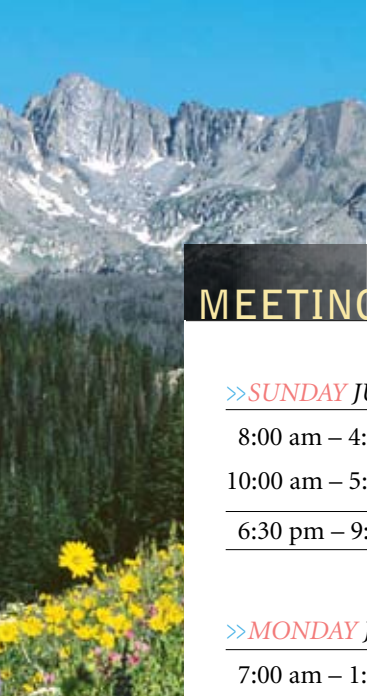 MEETING
>>SUNDAY JU
8:00 am – 4:
10:00 am – 5:
6:30 pm – 9:
>>MONDAY J
7:00 am – 1: